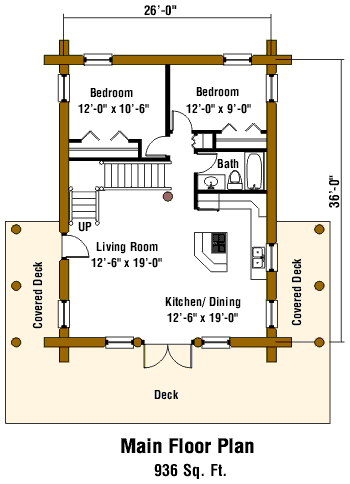 26'-0"
Bedroom
12'-0" x 10'-6"
Bedroom
12'-0" x 9'-0"
Bath
36'-0"
UP
Living Room
12'-6" x 19'-0"
Covered Deck
Covered Deck
Kitchen/ Dining
12'-6" x 19'-0"
Deck
Main Floor Plan
936 Sq. Ft.